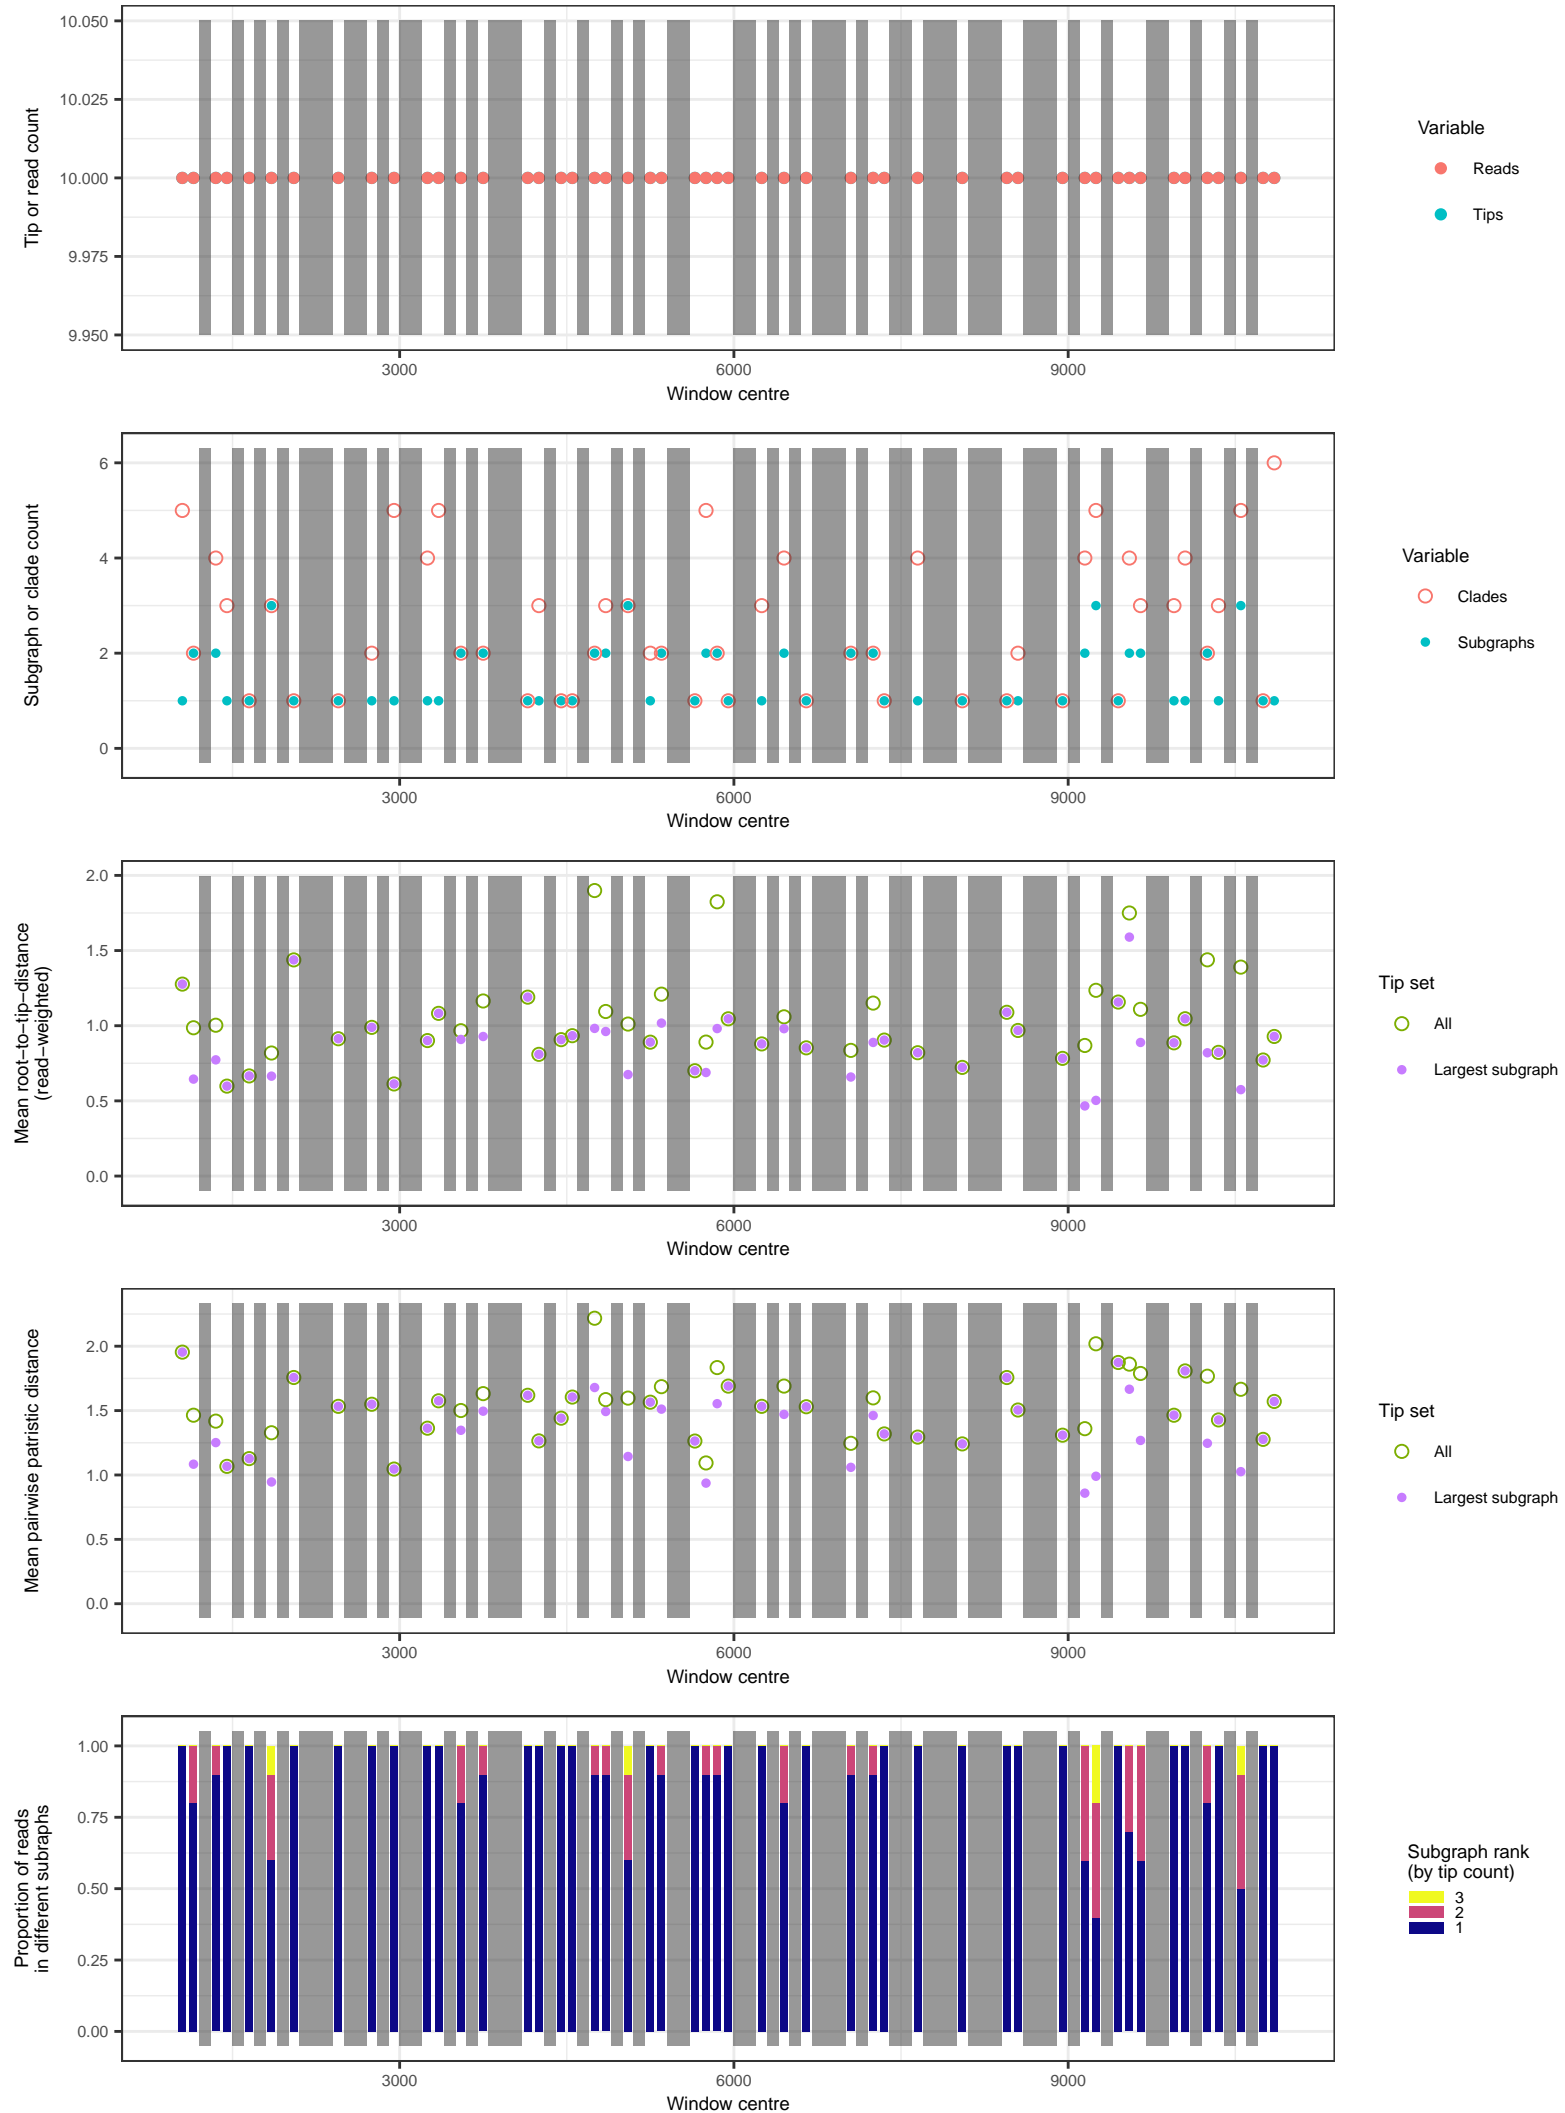 10.050
10.025
10.000
9.975
9.950
Tip or read count
3000
6000
9000
Window centre
Variable
Reads
Tips
6
4
2
0
Subgraph or clade count
3000
6000
9000
Window centre
Variable
Clades
Subgraphs
2.0
1.5
1.0
0.5
0.0
Mean root−to−tip−distance
(read−weighted)
3000
6000
9000
Window centre
Tip set
All
Largest subgraph
2.0
1.5
1.0
0.5
0.0
Mean pairwise patristic distance
3000
6000
9000
Window centre
Tip set
All
Largest subgraph
1.00
0.75
0.50
0.25
0.00
Proportion of reads
in different subraphs
3000
6000
9000
Window centre
Subgraph rank
(by tip count)
3
2
1